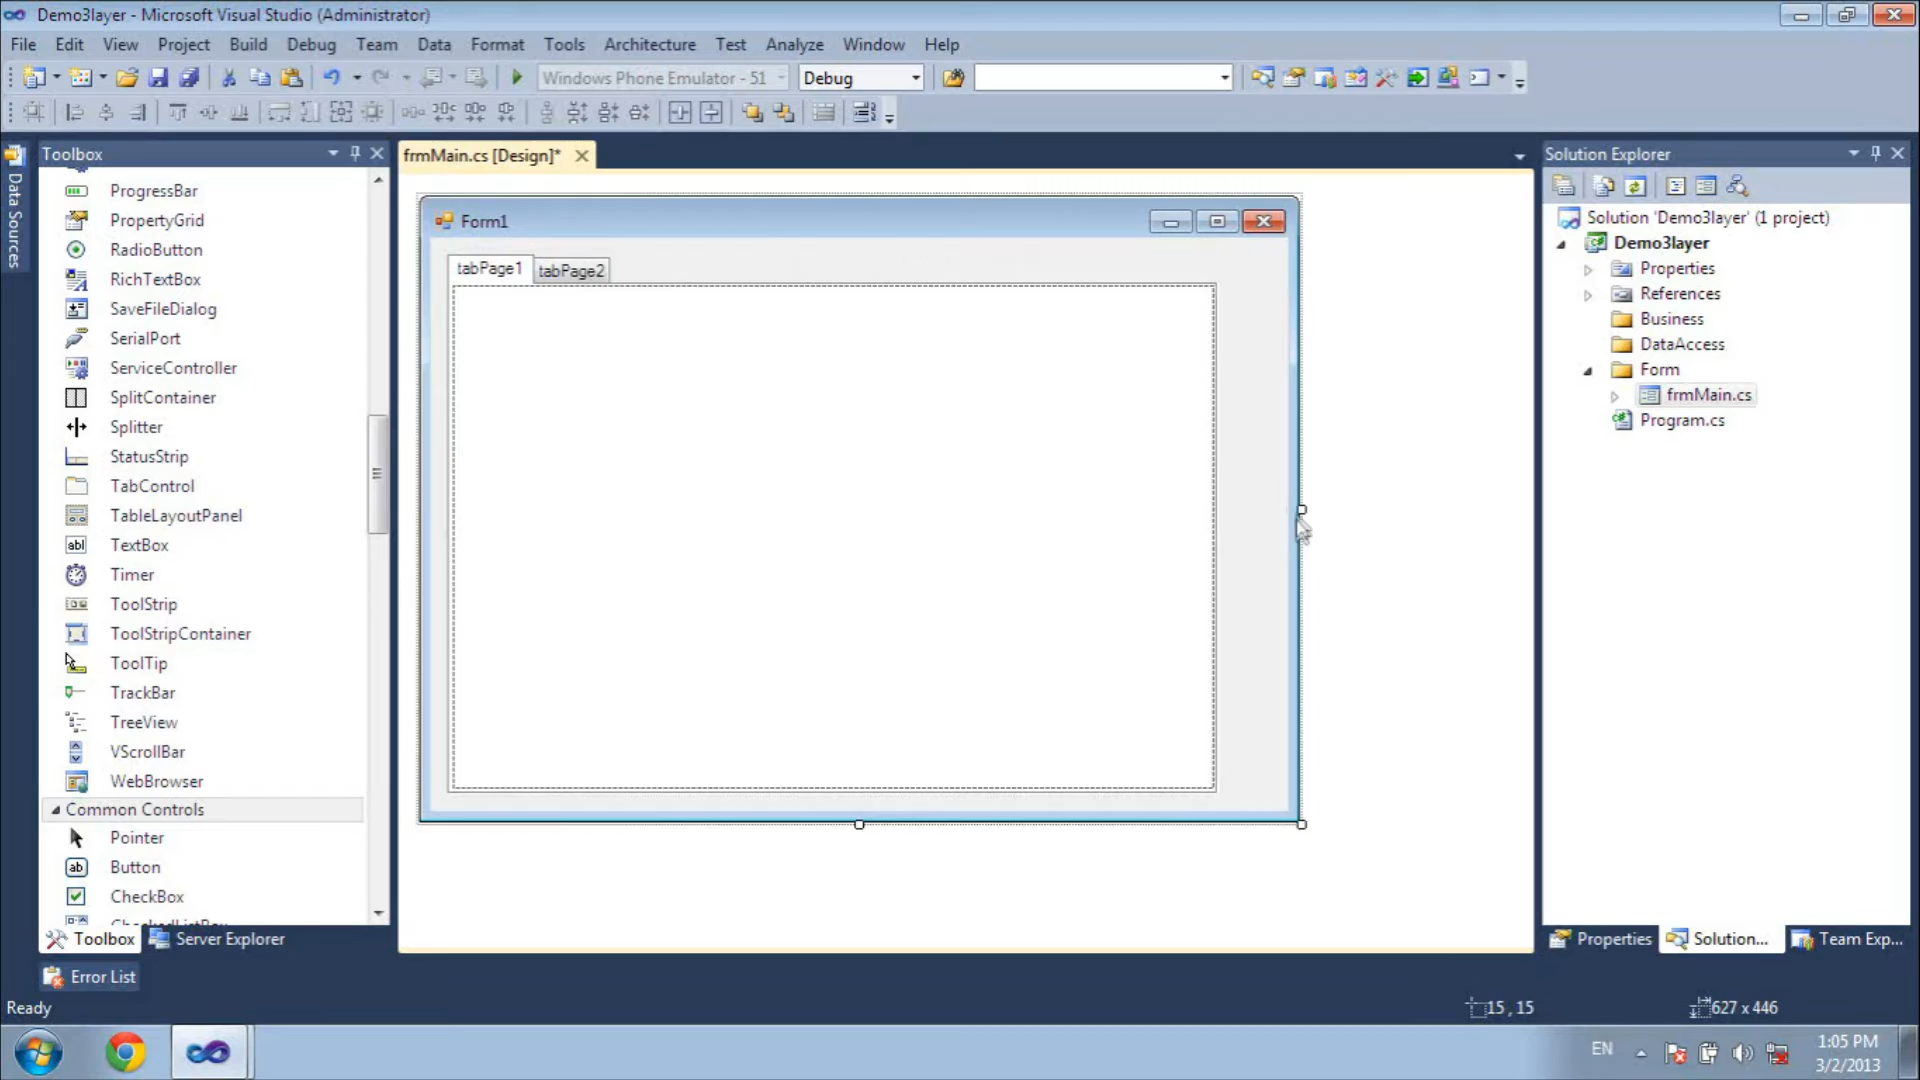 Demo3layer - Microsoft Visual Studio (Administrator)
File Edit View Project Build Debug Team Data Format Tools Architecture Test Analyze Window Help
Windows Phone Emulator - 51 Debug
Toolbox
frmMain.cs [Design]*
Solution Explorer
Data Sources
ProgressBar
PropertyGrid
RadioButton
RichTextBox
SaveFileDialog
SerialPort
ServiceController
SplitContainer
Splitter
StatusStrip
TabControl
TableLayoutPanel
TextBox
Timer
ToolStrip
ToolStripContainer
ToolTip
TrackBar
TreeView
VScrollBar
WebBrowser
Common Controls
Pointer
Button
CheckBox
CheckedListBox
Form1
tabPage1 tabPage2
Solution 'Demo3layer' (1 project)
Demo3layer
Properties
References
Business
DataAccess
Form
frmMain.cs
Program.cs
Toolbox Server Explorer
Properties Solution... Team Exp...
Error List
Ready
15 , 15
627 x 446
EN
1:05 PM
3/2/2013